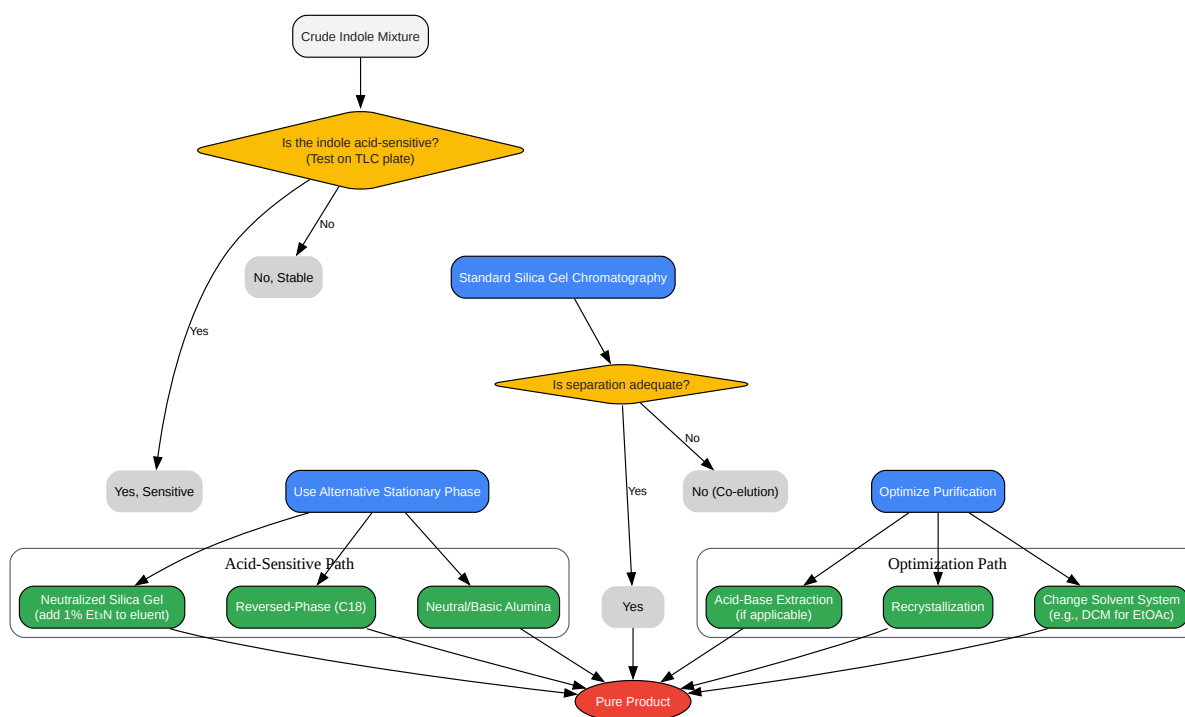 Crude Indole Mixture
Is the indole acid-sensitive?
(Test on TLC plate)
No
No, Stable
Standard Silica Gel Chromatography
Yes
Is separation adequate?
No
Yes, Sensitive
Use Alternative Stationary Phase
Yes
No (Co-elution)
Optimize Purification
Acid-Sensitive Path
Optimization Path
Neutralized Silica Gel
(add 1% Et₃N to eluent)
Reversed-Phase (C18)
Neutral/Basic Alumina
Yes
Acid-Base Extraction
(if applicable)
Recrystallization
Change Solvent System
(e.g., DCM for EtOAc)
Pure Product